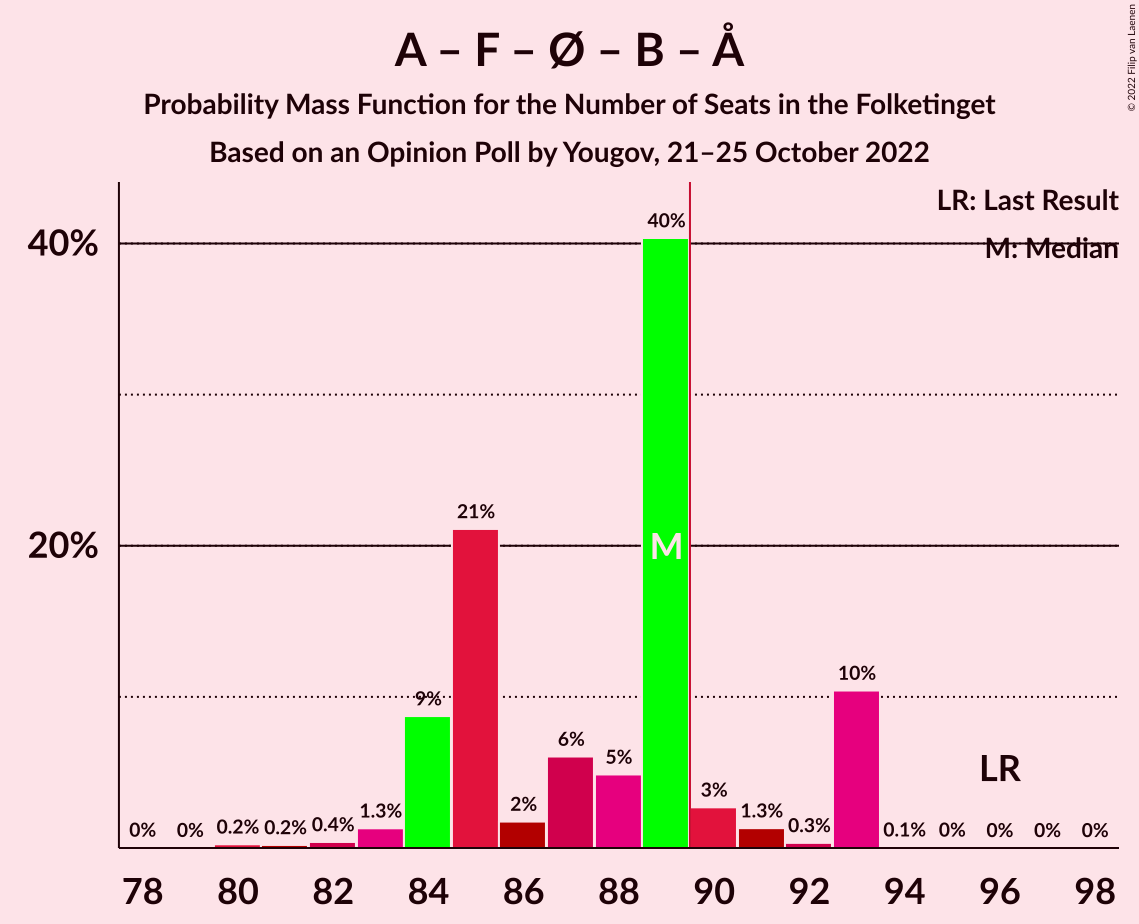 A – F – Ø – B – Å
Probability Mass Function for the Number of Seats in the Folketinget
Based on an Opinion Poll by Yougov, 21–25 October 2022
© 2022 Filip van Laenen
LR: Last Result
M: Median
40%
20%
0% 0% 0.2% 0.2% 0.4% 1.3% 9% 21% 2% 6% 5% 40% 3% 1.3% 0.3% 10% 0.1% 0% 0% 0% 0%
M
LR
78 80 82 84 86 88 90 92 94 96 98